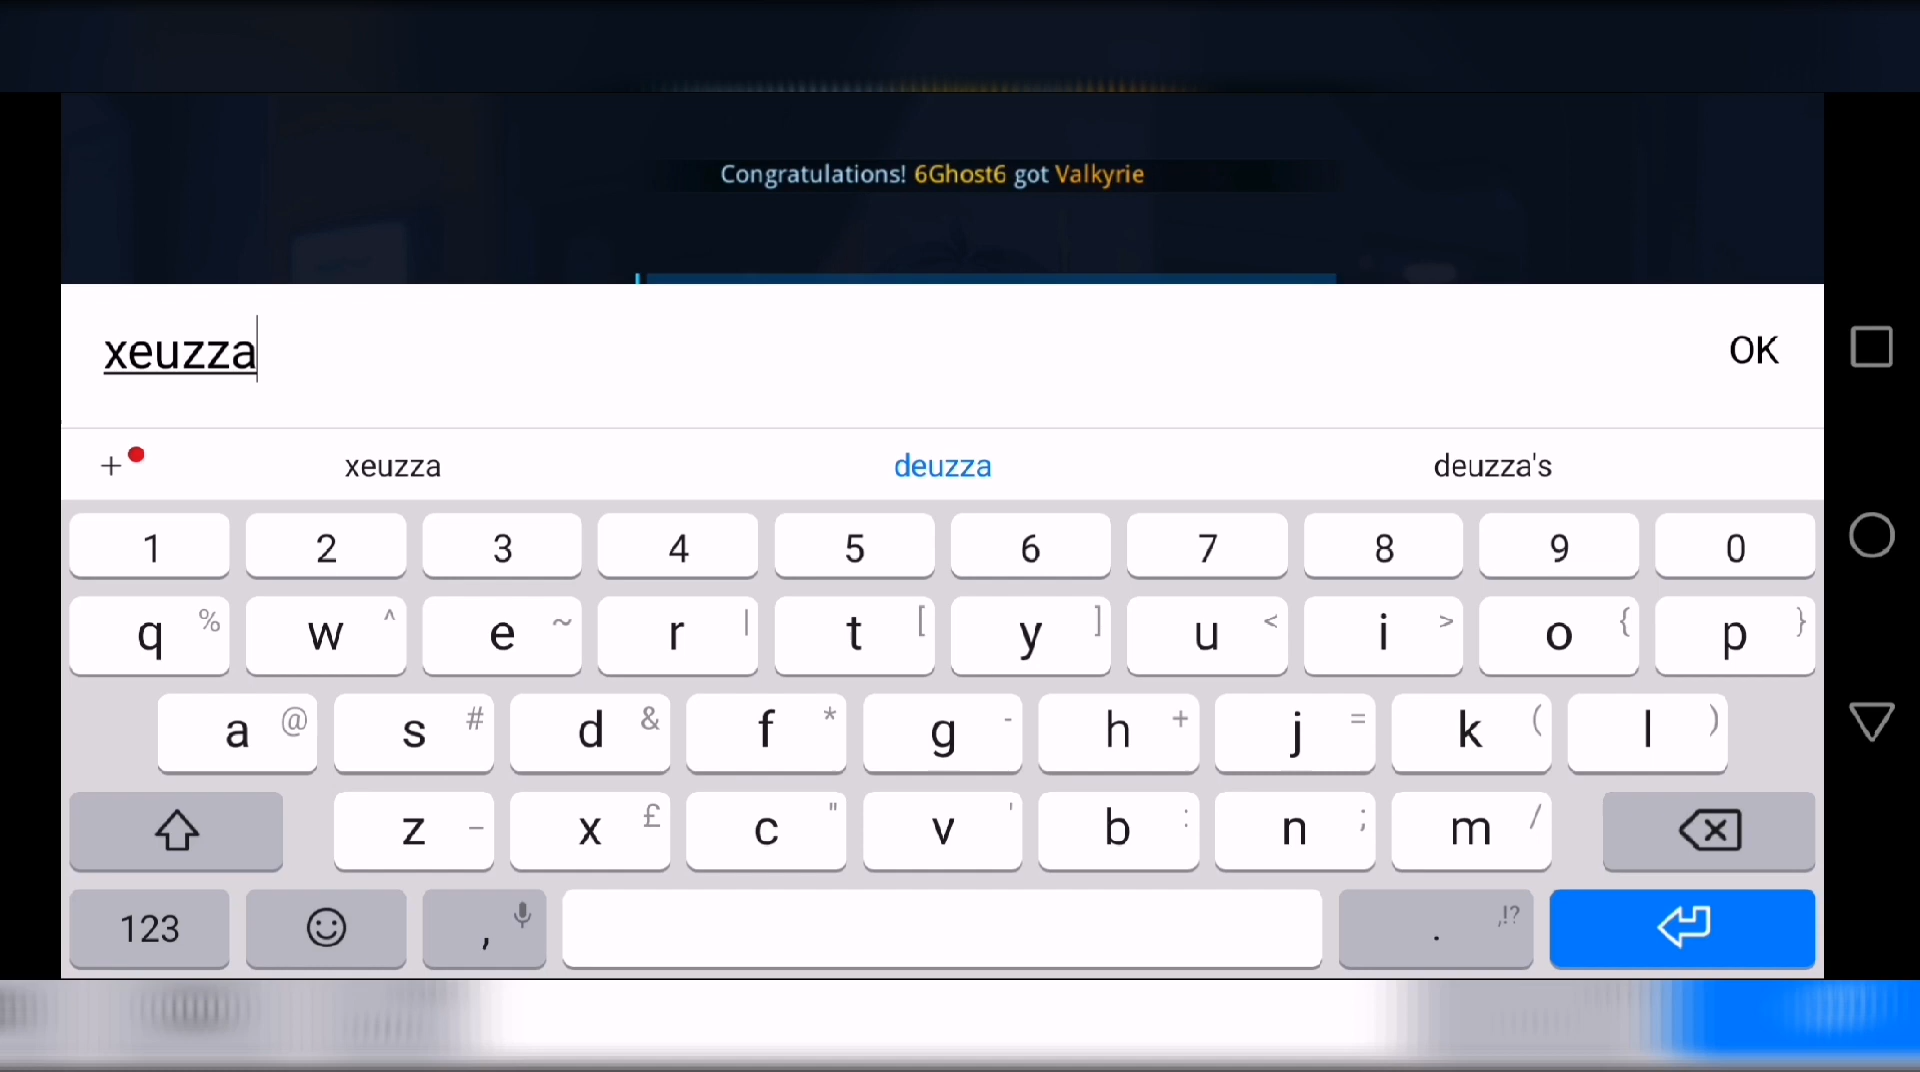 Congratulations! 6Ghost6 got Valkyrie
xeuzza OK
+ xeuzza deuzza deuzza's
1 2 3 4 5 6 7 8 9 0
q % w ^ e ~ r | t [ y ] u < i > o { p }
a @ s # d & f * g - h + j = k ( l )
z _ x £ c " v ' b : n ; m /
123 , . ,!?